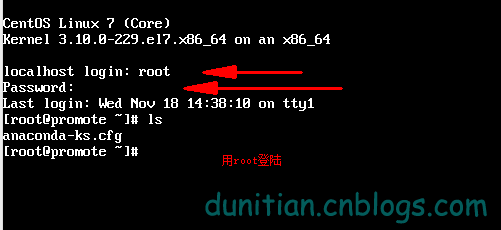 CentOS Linux 7 (Core)
Kernel 3.10.0-229.el7.x86_64 on an x86_64
localhost login: root
Password:
Last login: Wed Nov 18 14:38:10 on tty1
[root@promote ~]# ls
anaconda-ks.cfg
[root@promote ~]#
用root登陆
dunitian.cnblogs.com